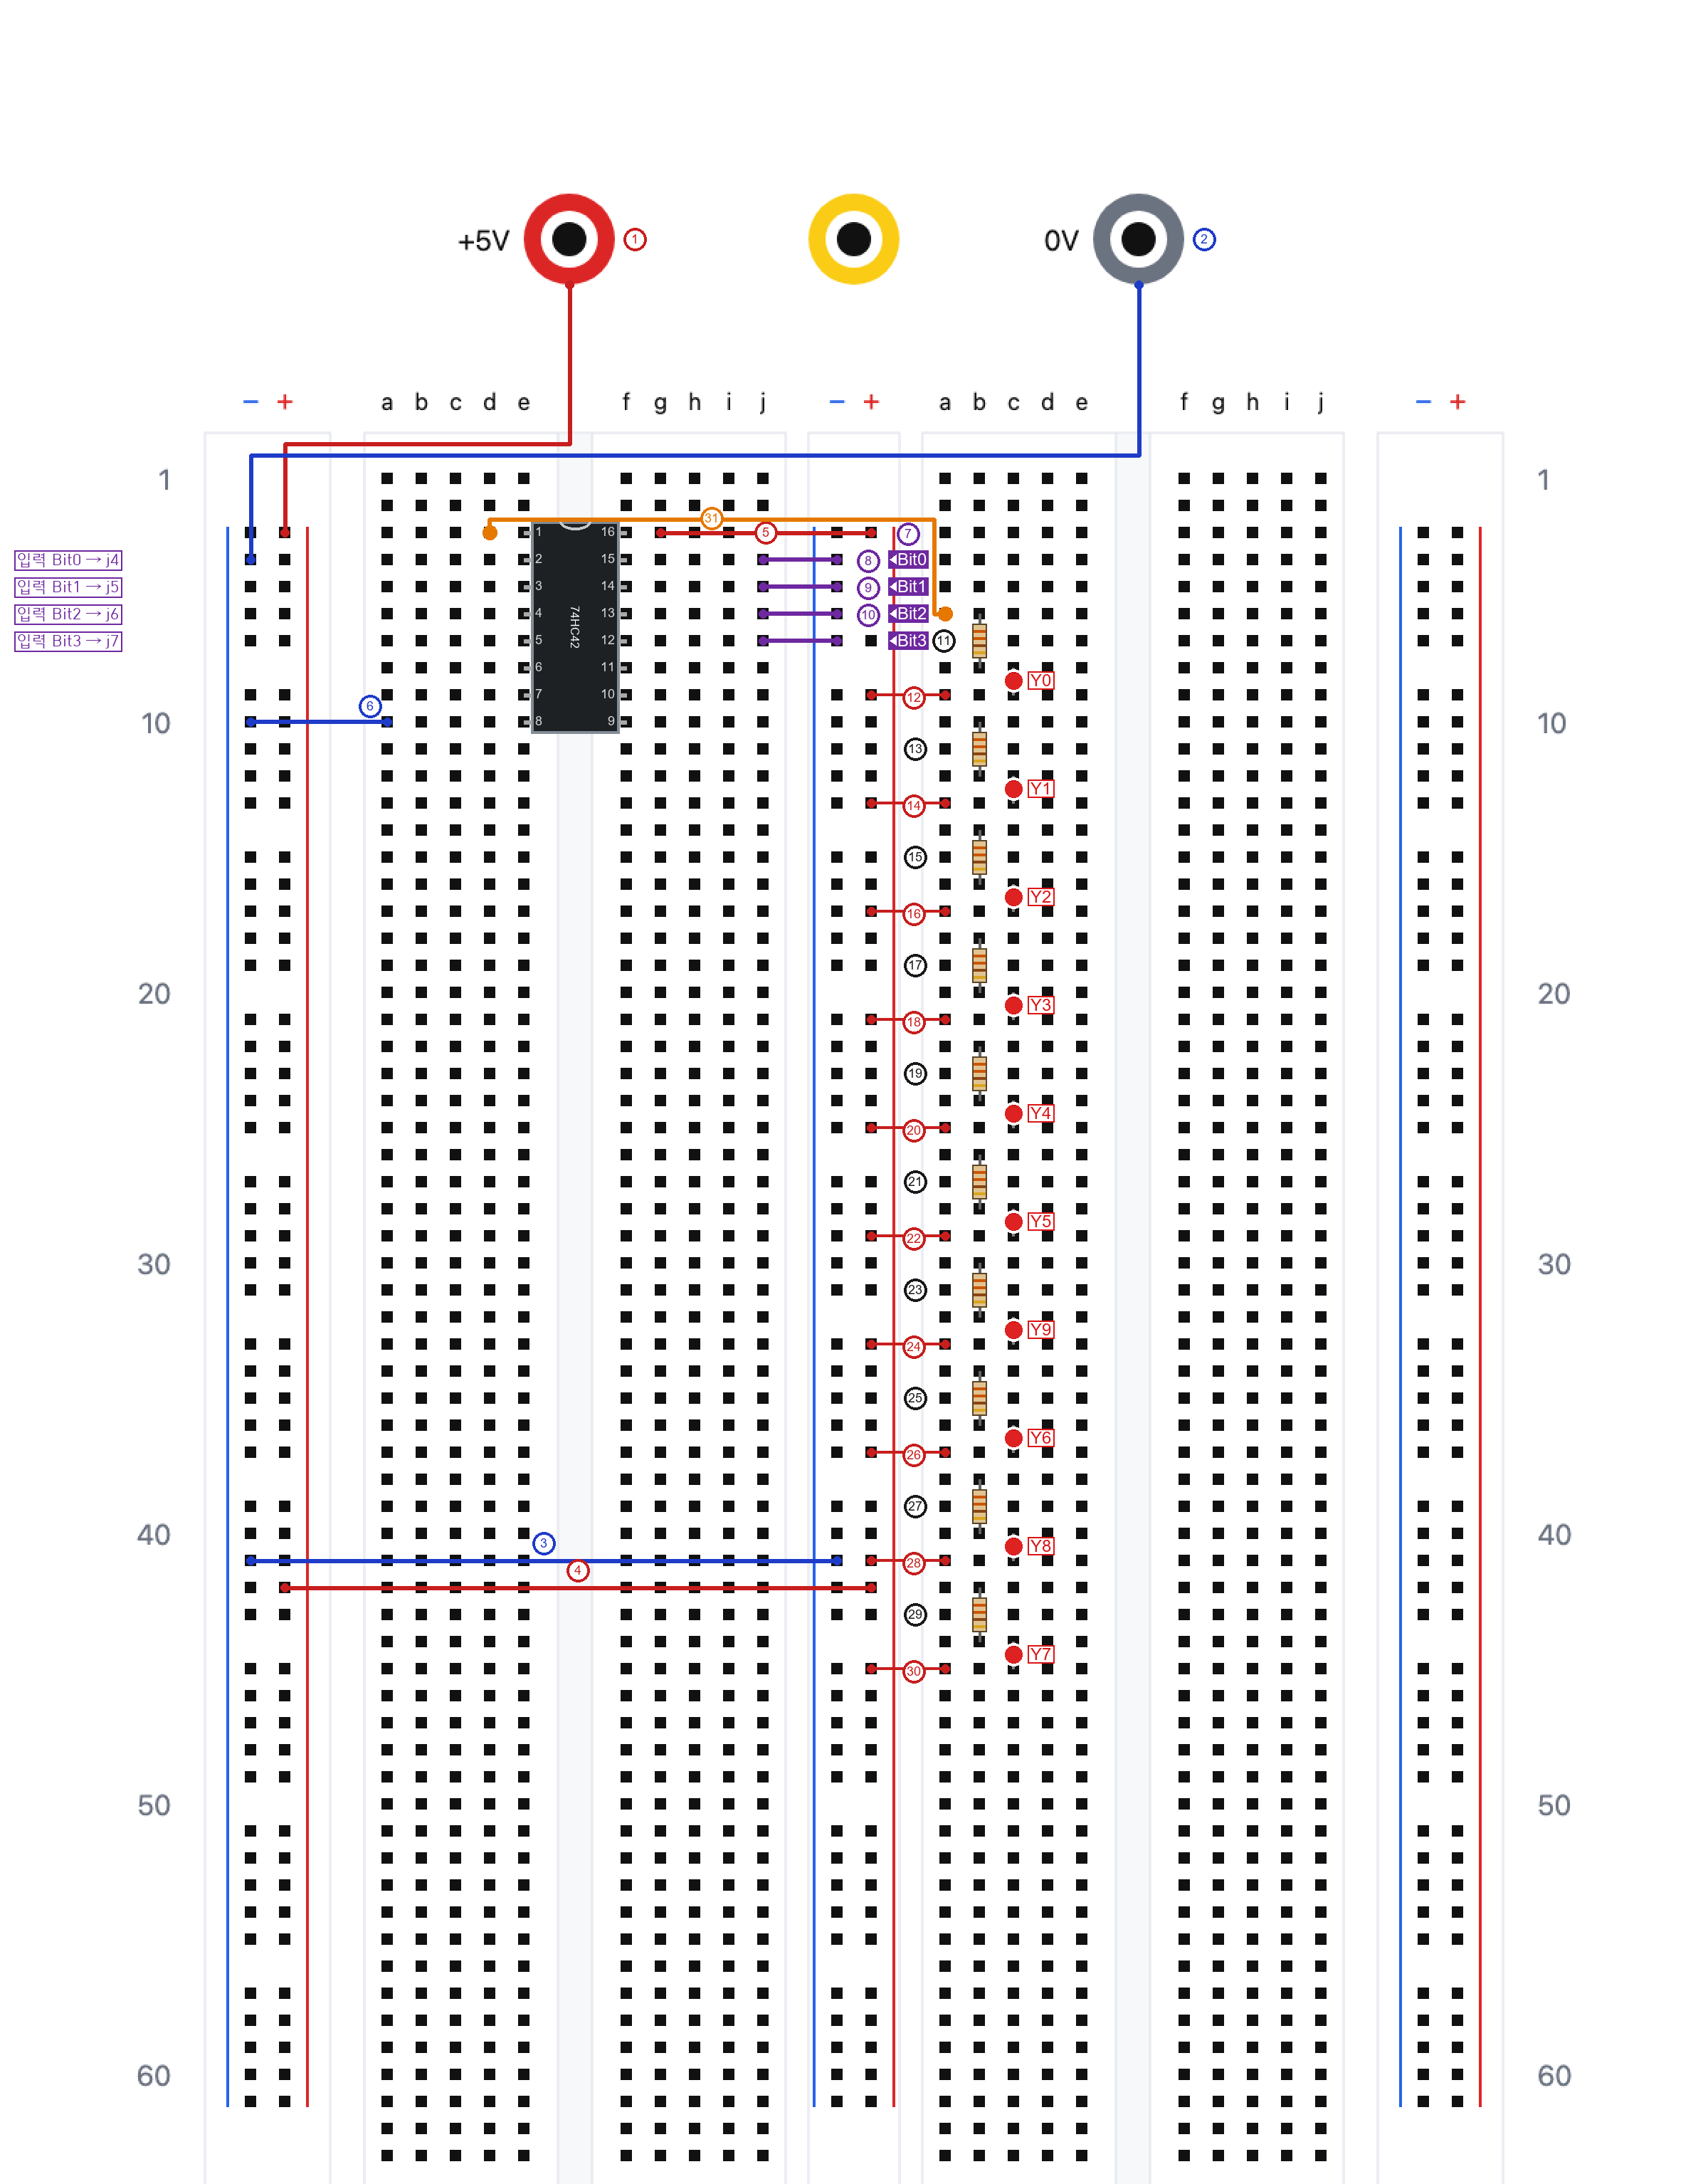 +5V 1
0V 2
− + a b c d e f g h i j − + a b c d e f g h i j − +
1 1
31
1 16 5 7
입력 Bit0 → j4 2 15 8 ◀Bit0
입력 Bit1 → j5 3 14 9 ◀Bit1
입력 Bit2 → j6 4 13 10 ◀Bit2
입력 Bit3 → j7 5 12 ◀Bit3 11
74HC42
6 11
Y0
7 10 12
6
10 8 9 10
13
Y1
14
15
Y2
16
17
20 20
Y3
18
19
Y4
20
21
Y5
22
30 30
23
Y9
24
25
Y6
26
27
40 40
3 Y8
4 28
29
Y7
30
50 50
60 60